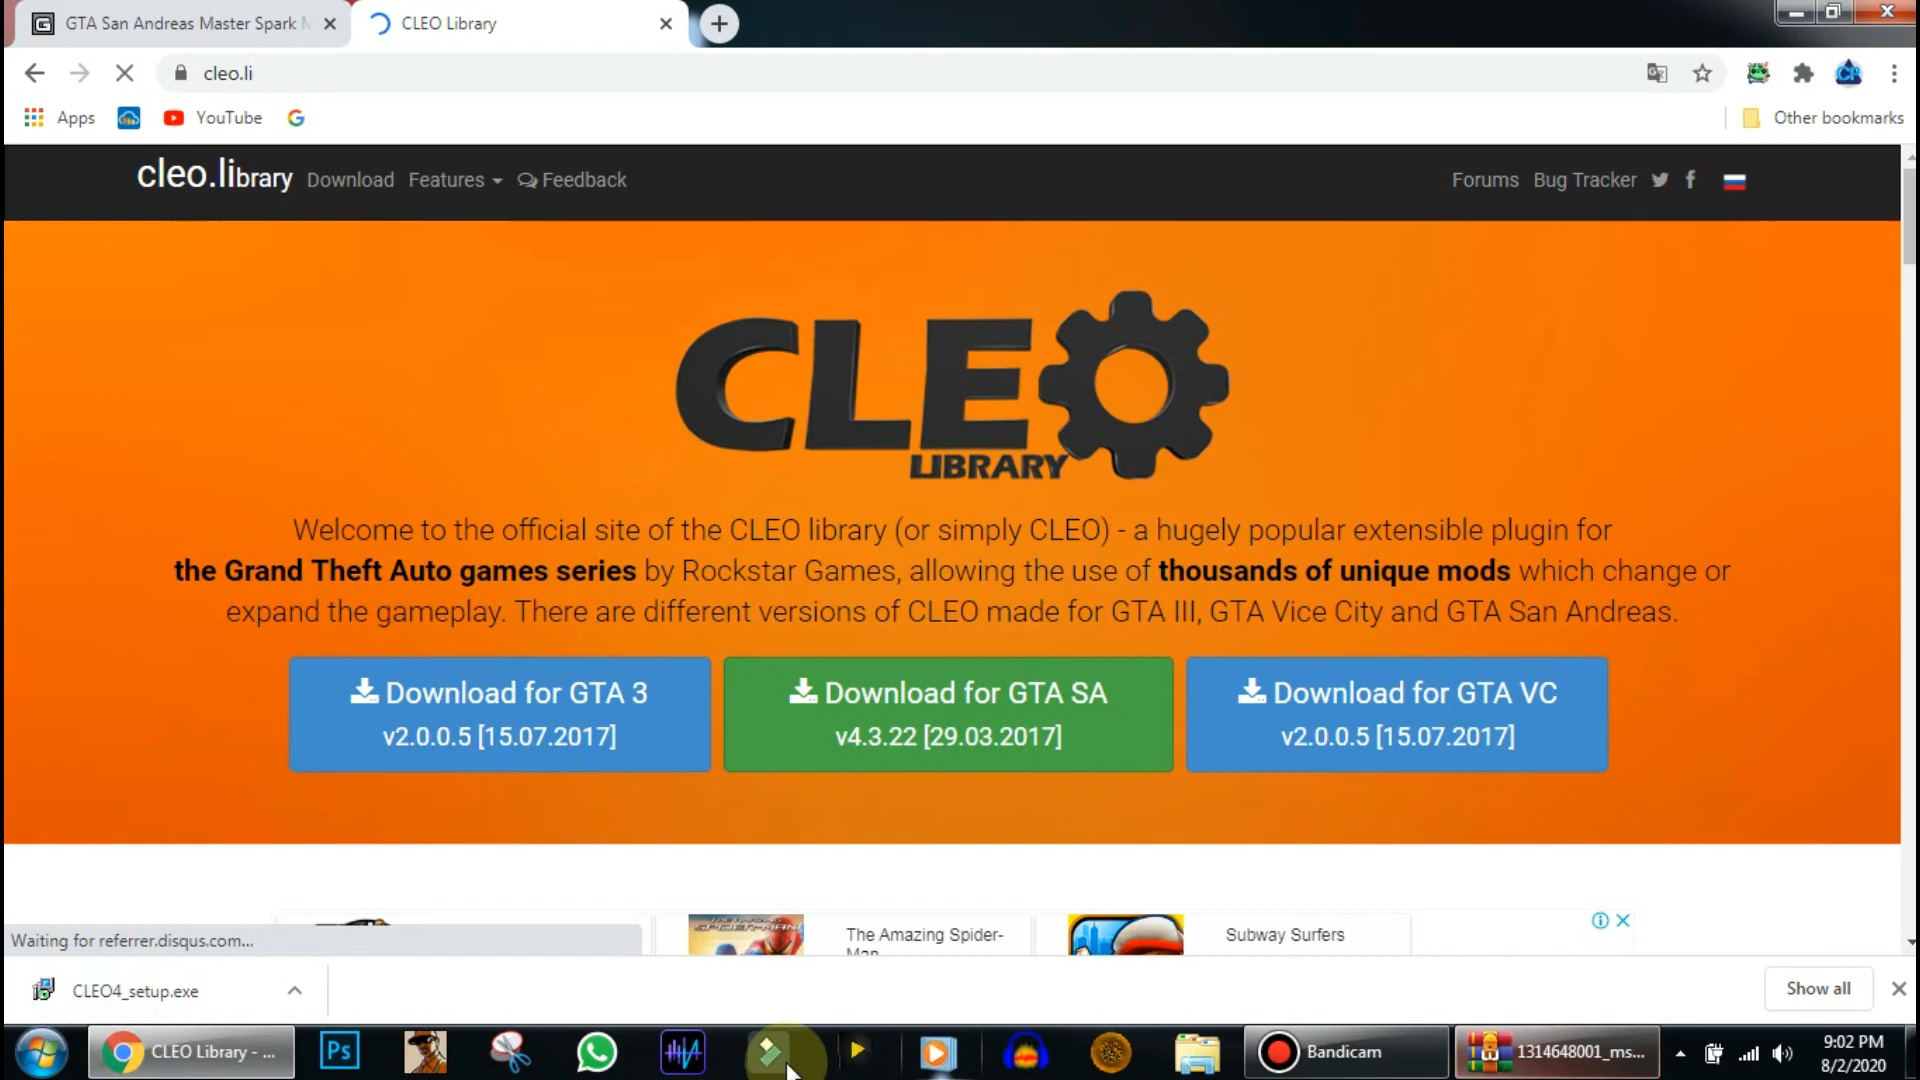 GTA San Andreas Master Spark M
CLEO Library
cleo.li
Apps
YouTube
Other bookmarks
cleo.library
Download
Features
Feedback
Forums
Bug Tracker
CLEO
LIBRARY
Welcome to the official site of the CLEO library (or simply CLEO) - a hugely popular extensible plugin for
the Grand Theft Auto games series by Rockstar Games, allowing the use of thousands of unique mods which change or
expand the gameplay. There are different versions of CLEO made for GTA III, GTA Vice City and GTA San Andreas.
Download for GTA 3
v2.0.0.5 [15.07.2017]
Download for GTA SA
v4.3.22 [29.03.2017]
Download for GTA VC
v2.0.0.5 [15.07.2017]
The Amazing Spider-
Man
Subway Surfers
Waiting for referrer.disqus.com...
CLEO4_setup.exe
Show all
CLEO Library - ...
Ps
Bandicam
1314648001_ms...
9:02 PM
8/2/2020